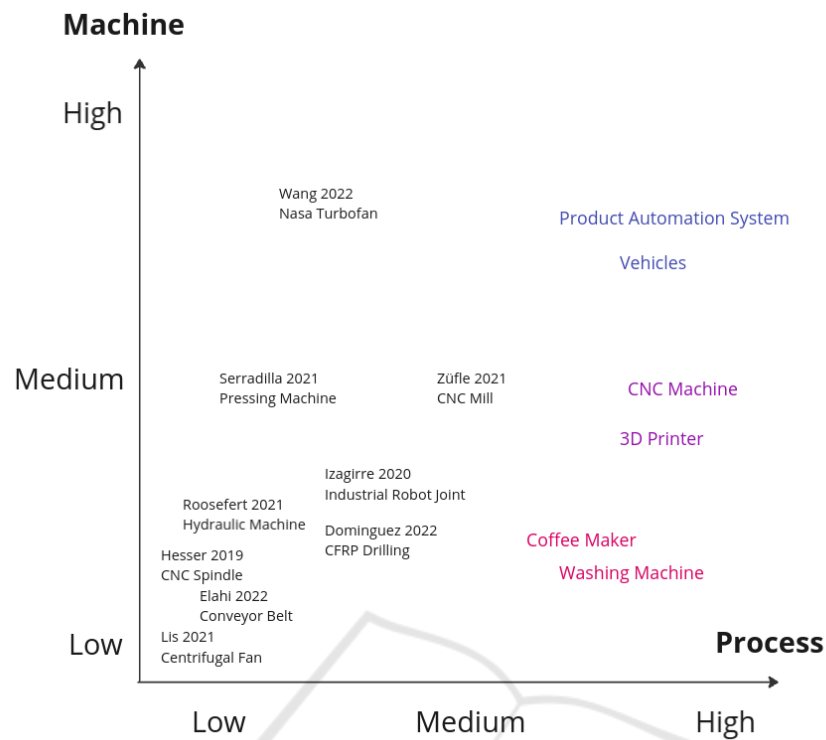 Machine
High
Wang 2022
Nasa Turbofan
Product Automation System
Vehicles
Medium
Serradilla 2021
Pressing Machine
Züfle 2021
CNC Mill
CNC Machine
3D Printer
Izagirre 2020
Industrial Robot Joint
Roosefert 2021
Hydraulic Machine
Dominguez 2022
CFRP Drilling
Coffee Maker
Washing Machine
Hesser 2019
CNC Spindle
Elahi 2022
Conveyor Belt
Lis 2021
Centrifugal Fan
Low
Process
Low
Medium
High